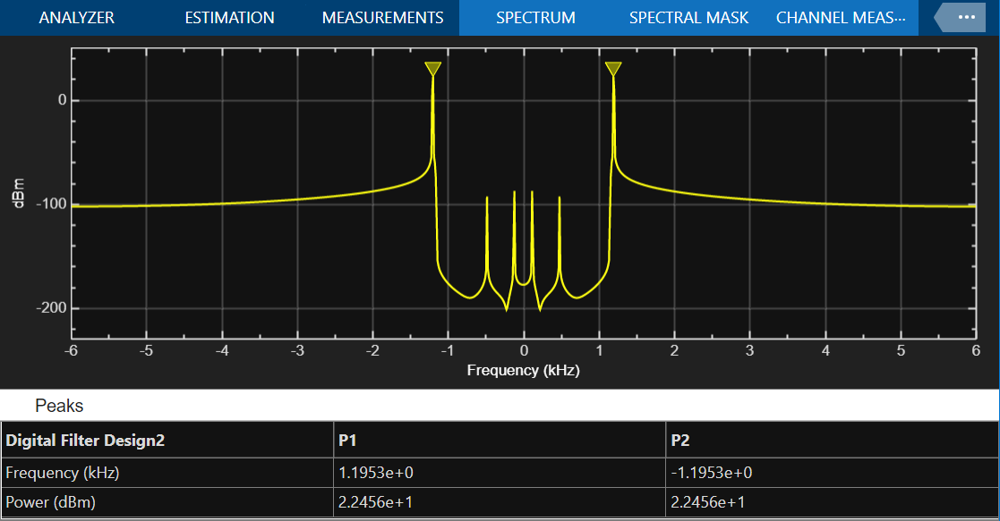 ANALYZER ESTIMATION MEASUREMENTS SPECTRUM SPECTRAL MASK CHANNEL MEAS... ...
0
-100
-200
dBm
-6 -5 -4 -3 -2 -1 0 1 2 3 4 5 6
Frequency (kHz)
Peaks
Digital Filter Design2 P1 P2
Frequency (kHz) 1.1953e+0 -1.1953e+0
Power (dBm) 2.2456e+1 2.2456e+1